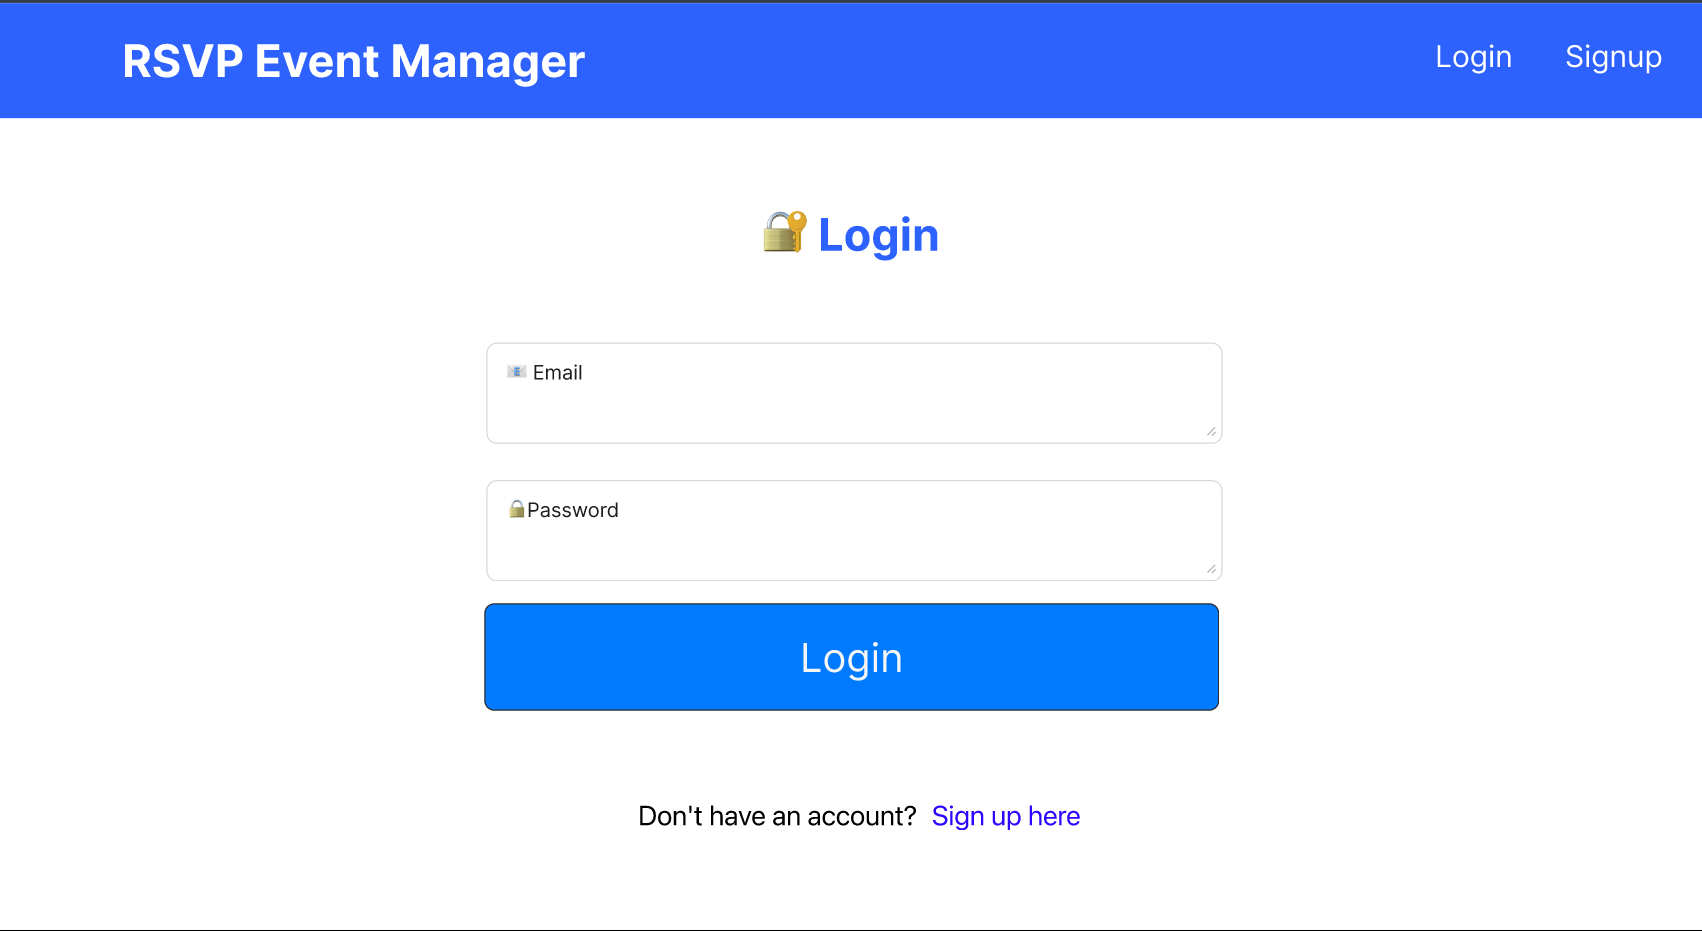 RSVP Event Manager
Login
Signup
🔐 Login
📧 Email
🔒Password
Login
Don't have an account? Sign up here